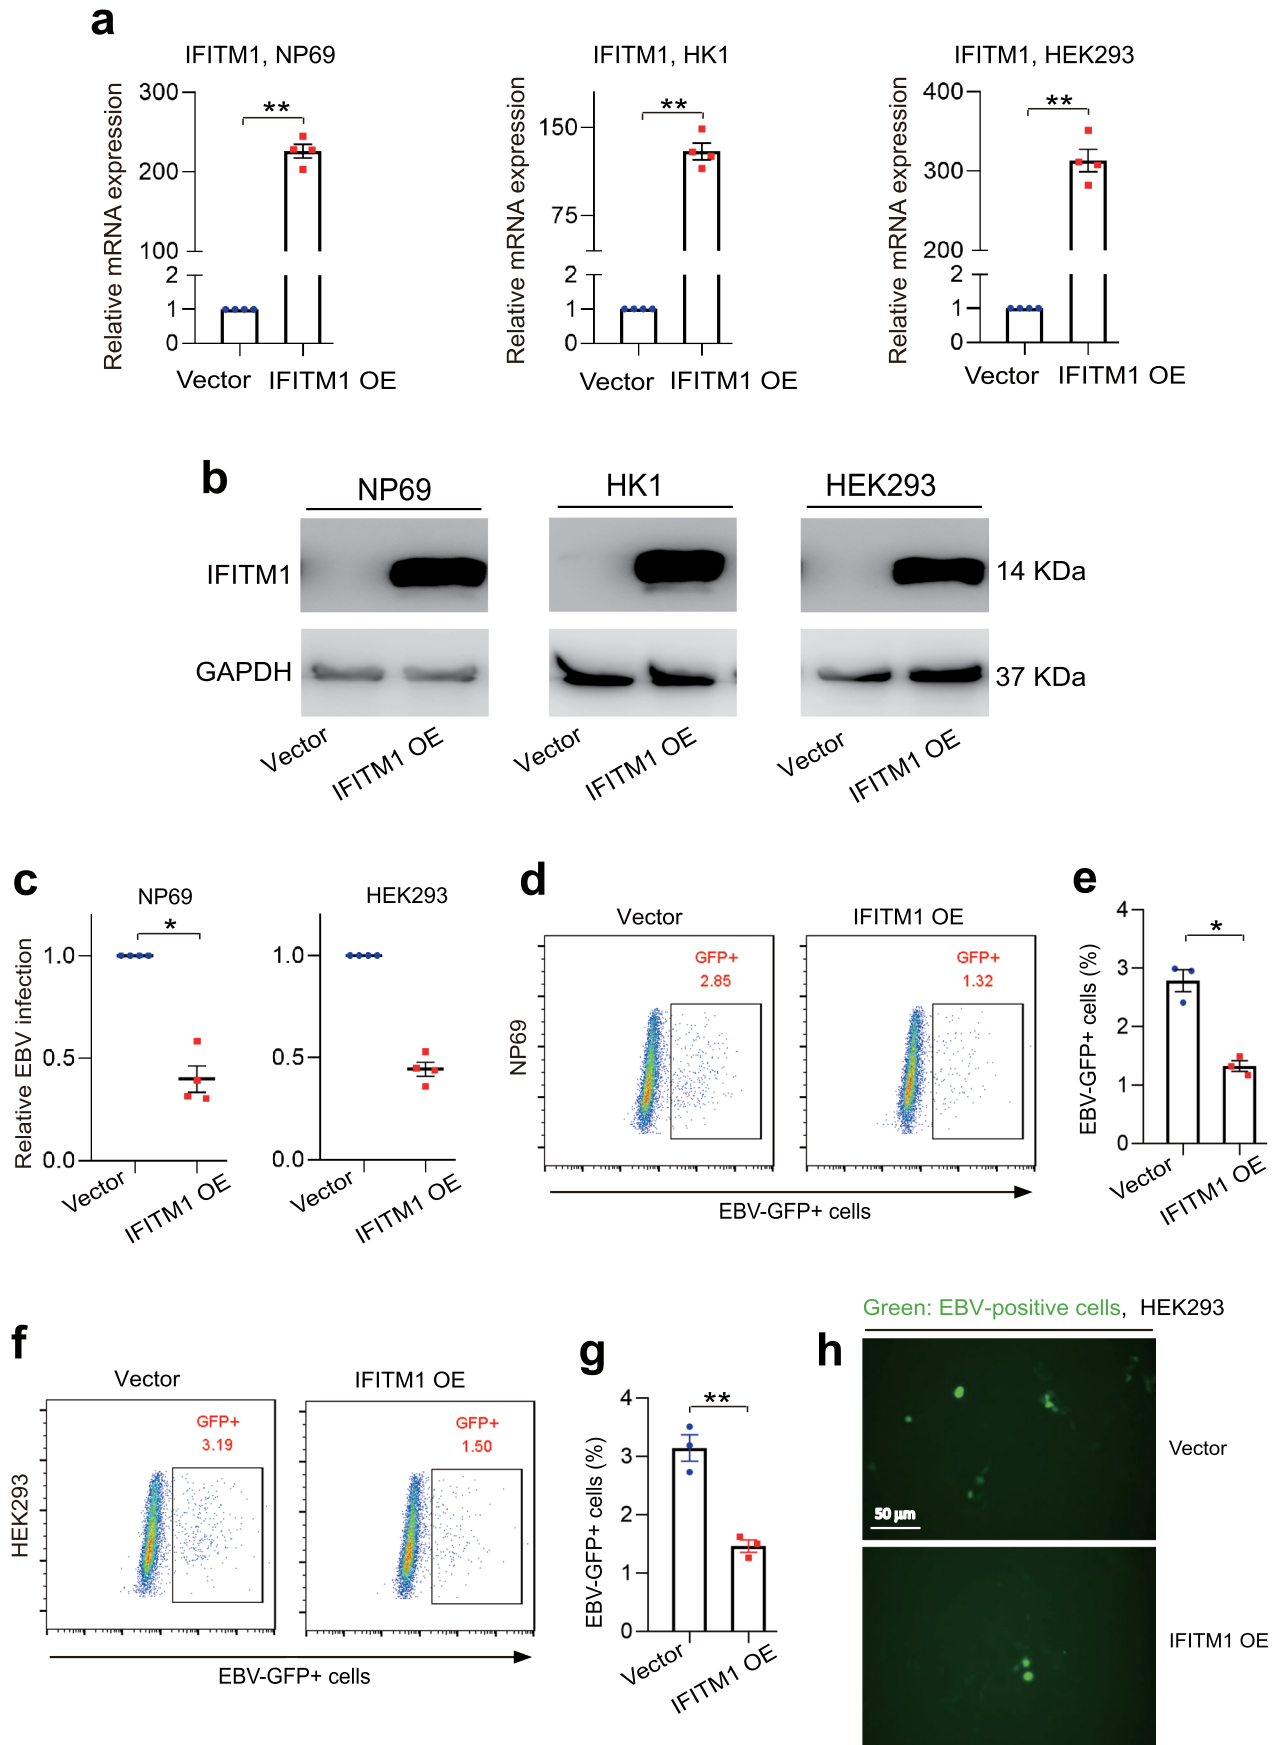 a
IFITM1, NP69
IFITM1, HK1
IFITM1, HEK293
Relative mRNA expression
300
200
100
2
1
0
**
Vector
IFITM1 OE
Relative mRNA expression
150
75
2
1
0
**
Vector
IFITM1 OE
Relative mRNA expression
400
300
200
2
1
0
**
Vector
IFITM1 OE
b
NP69
HK1
HEK293
IFITM1
14 KDa
GAPDH
37 KDa
Vector
IFITM1 OE
Vector
IFITM1 OE
Vector
IFITM1 OE
c
NP69
HEK293
Relative EBV infection
1.0
0.5
0.0
*
Vector
IFITM1 OE
1.0
0.5
0.0
Vector
IFITM1 OE
d
Vector
IFITM1 OE
NP69
GFP+
2.85
GFP+
1.32
EBV-GFP+ cells
e
EBV-GFP+ cells (%)
4
3
2
1
0
*
Vector
IFITM1 OE
f
Vector
IFITM1 OE
HEK293
GFP+
3.19
GFP+
1.50
EBV-GFP+ cells
g
EBV-GFP+ cells (%)
4
3
2
1
0
**
Vector
IFITM1 OE
h
Green: EBV-positive cells, HEK293
50 µm
Vector
IFITM1 OE